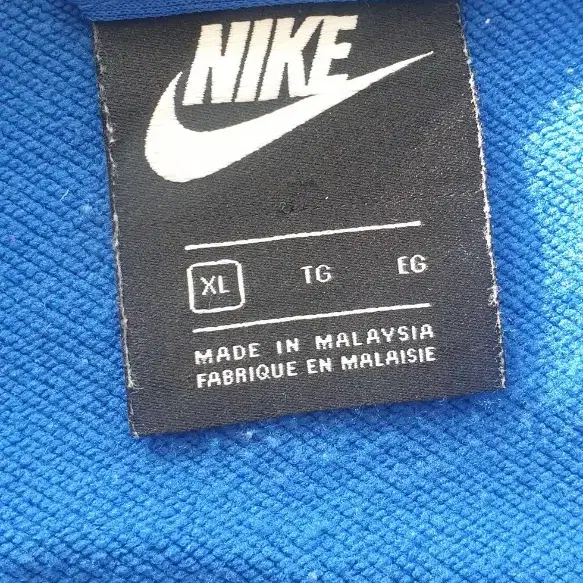 NIKE
XL TG EG
MADE IN MALAYSIA
FABRIQUE EN MALAISIE